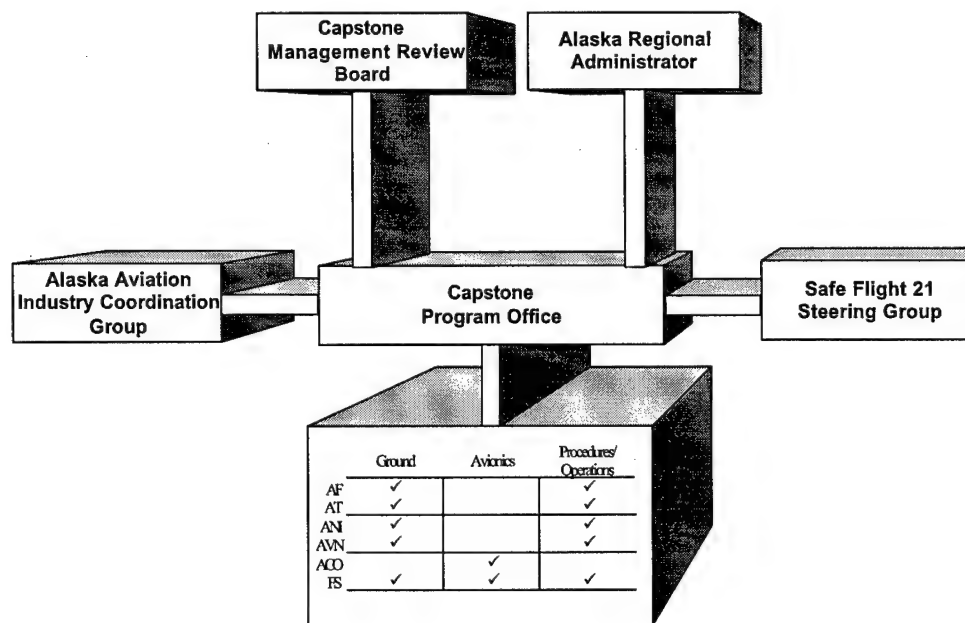 Capstone
Management Review
Board
Alaska Regional
Administrator
Alaska Aviation
Industry Coordination
Group
Capstone
Program Office
Safe Flight 21
Steering Group
Ground Avionics Procedures/
Operations
AF ✓ ✓
AT ✓ ✓
ANI ✓ ✓
AVN ✓ ✓
ACO ✓
FS ✓ ✓ ✓